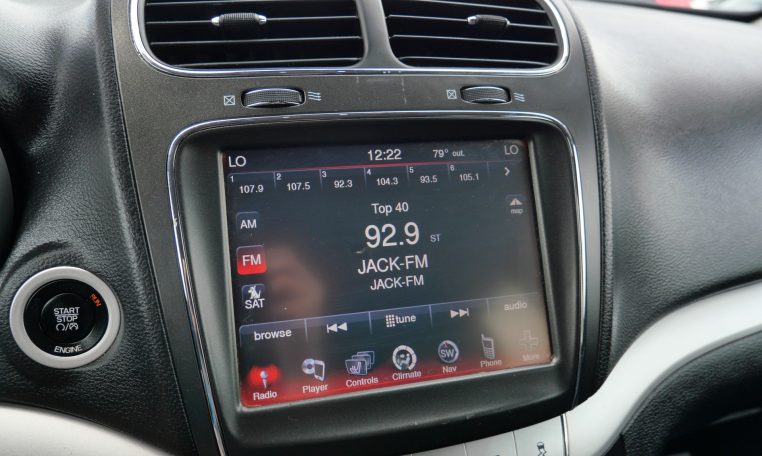 LO 12:22 79° out. LO
1 107.9 2 107.5 3 92.3 4 104.3 5 93.5 6 105.1 >
Top 40
map
AM
92.9 ST
FM
JACK-FM
JACK-FM
SAT
browse tune audio
Radio Player Controls Climate SW Nav Phone More
RUN
START
STOP
ENGINE